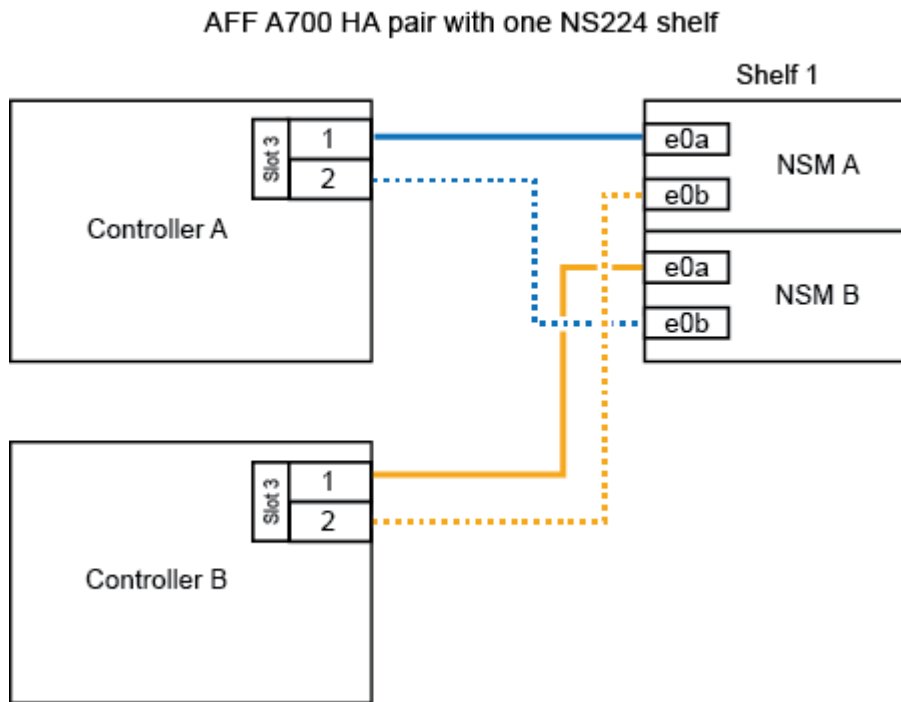 AFF A700 HA pair with one NS224 shelf
Shelf 1
Slot 3
1
2
Controller A
e0a
e0b
NSM A
e0a
e0b
NSM B
Slot 3
1
2
Controller B